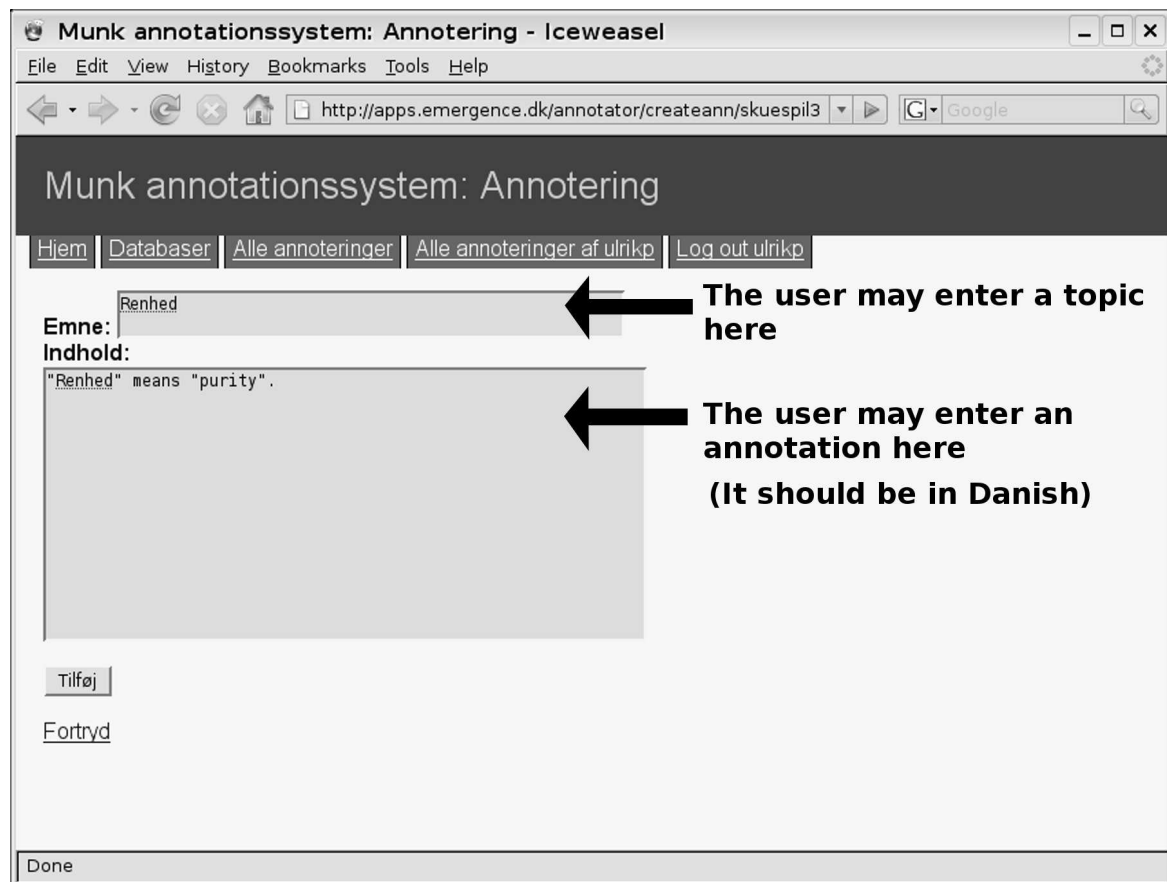 Munk annotationssystem: Annotering - Iceweasel
File Edit View History Bookmarks Tools Help
http://apps.emergence.dk/annotator/createann/skuespil3 G Google
Munk annotationssystem: Annotering
Hjem Databaser Alle annoteringer Alle annoteringer af ulrikp Log out ulrikp
Emne: Renhed
The user may enter a topic
here
Indhold:
"Renhed" means "purity".
The user may enter an
annotation here
(It should be in Danish)
Tilføj
Fortryd
Done